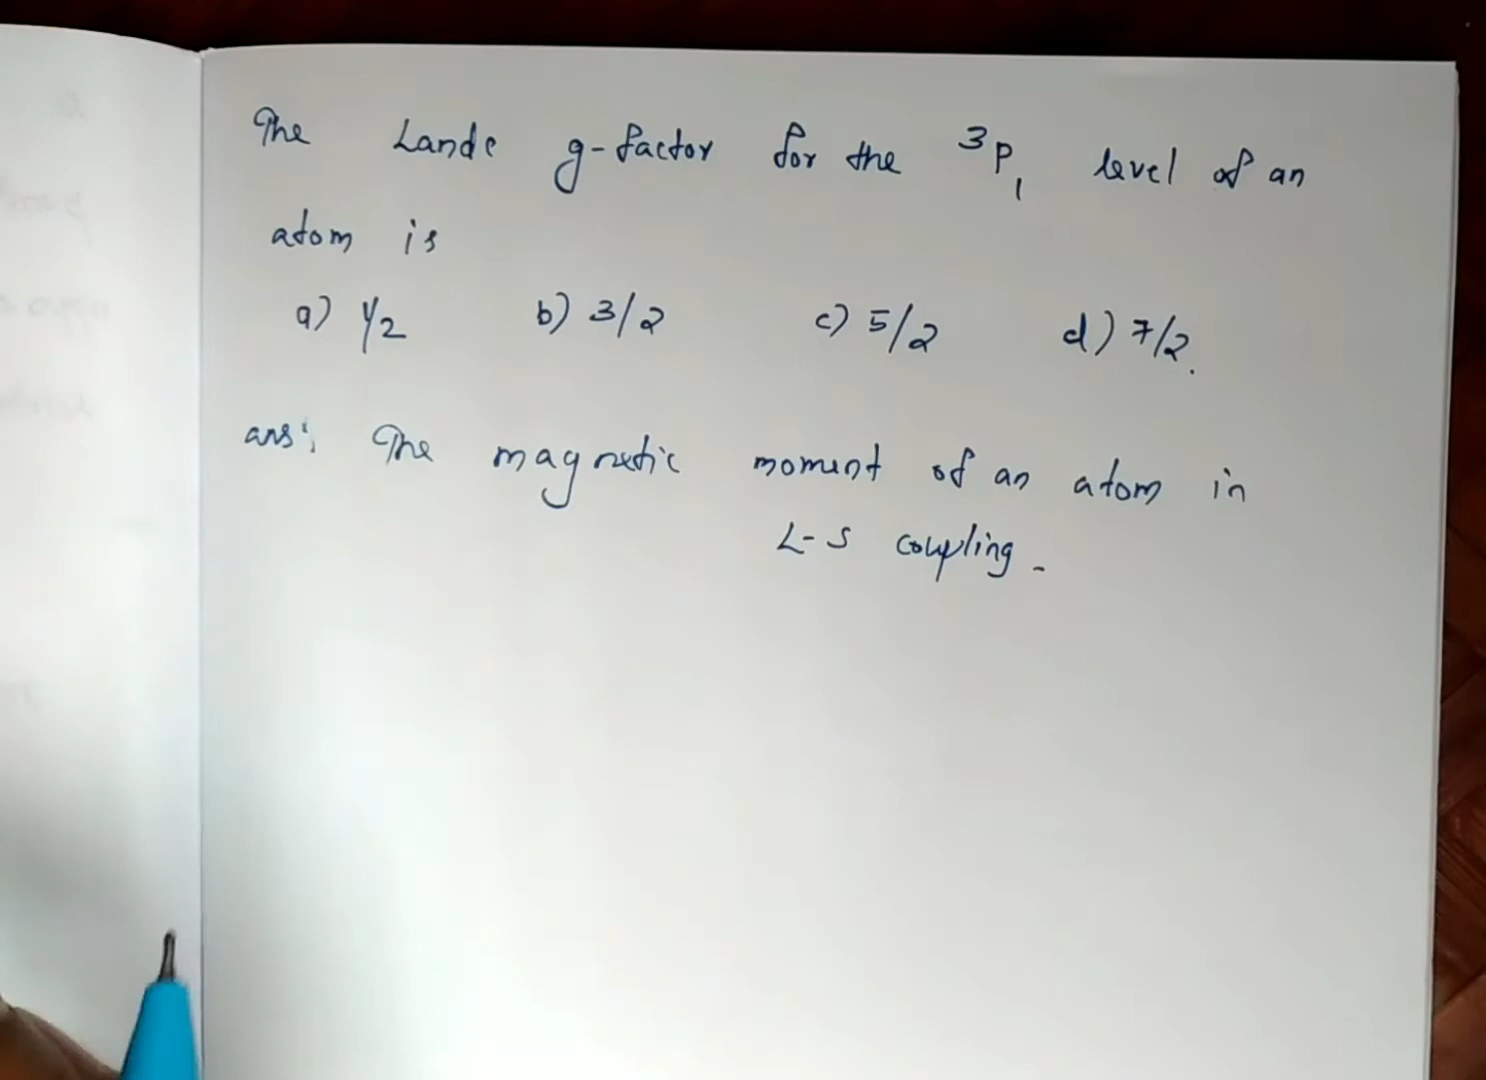 The Lande g-factor for the ³P₁ level of an
atom is
a) 1/2 b) 3/2 c) 5/2 d) 7/2.
ans: The magnetic moment of an atom in
L-S coupling.